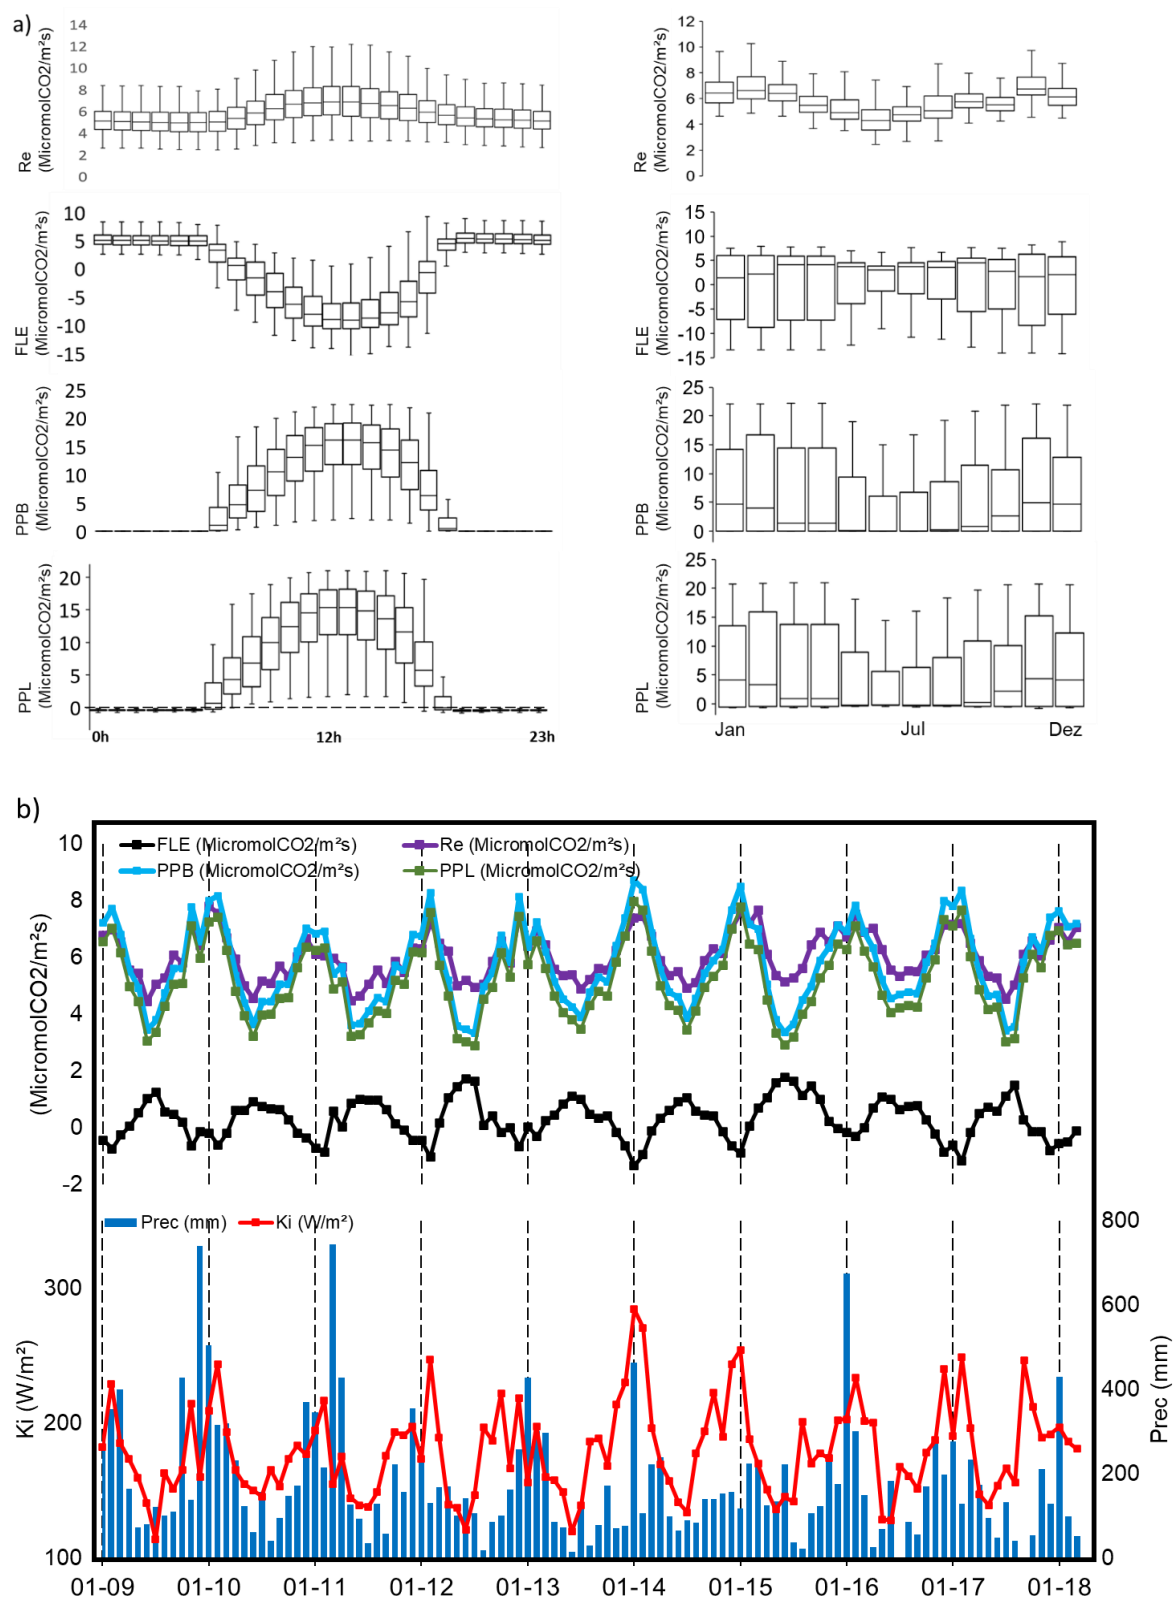 a)
14
12
10
8
6
4
2
0
Re
(MicromolCO2/m²s)
12
10
8
6
4
2
0
Re
(MicromolCO2/m²s)
10
5
0
-5
-10
-15
FLE
(MicromolCO2/m²s)
15
10
5
0
-5
-10
-15
FLE
(MicromolCO2/m²s)
25
20
15
10
5
0
PPB
(MicromolCO2/m²s)
25
20
15
10
5
0
PPB
(MicromolCO2/m²s)
20
15
10
5
0
PPL
(MicromolCO2/m²s)
0h 12h 23h
25
20
15
10
5
0
PPL
(MicromolCO2/m²s)
Jan Jul Dez
b)
10
8
6
4
2
0
-2
(MicromolCO2/m²s)
FLE (MicromolCO2/m²s) Re (MicromolCO2/m²s)
PPB (MicromolCO2/m²s) PPL (MicromolCO2/m²s)
Prec (mm) Ki (W/m²)
300
200
100
Ki (W/m²)
800
600
400
200
0
Prec (mm)
01-09 01-10 01-11 01-12 01-13 01-14 01-15 01-16 01-17 01-18